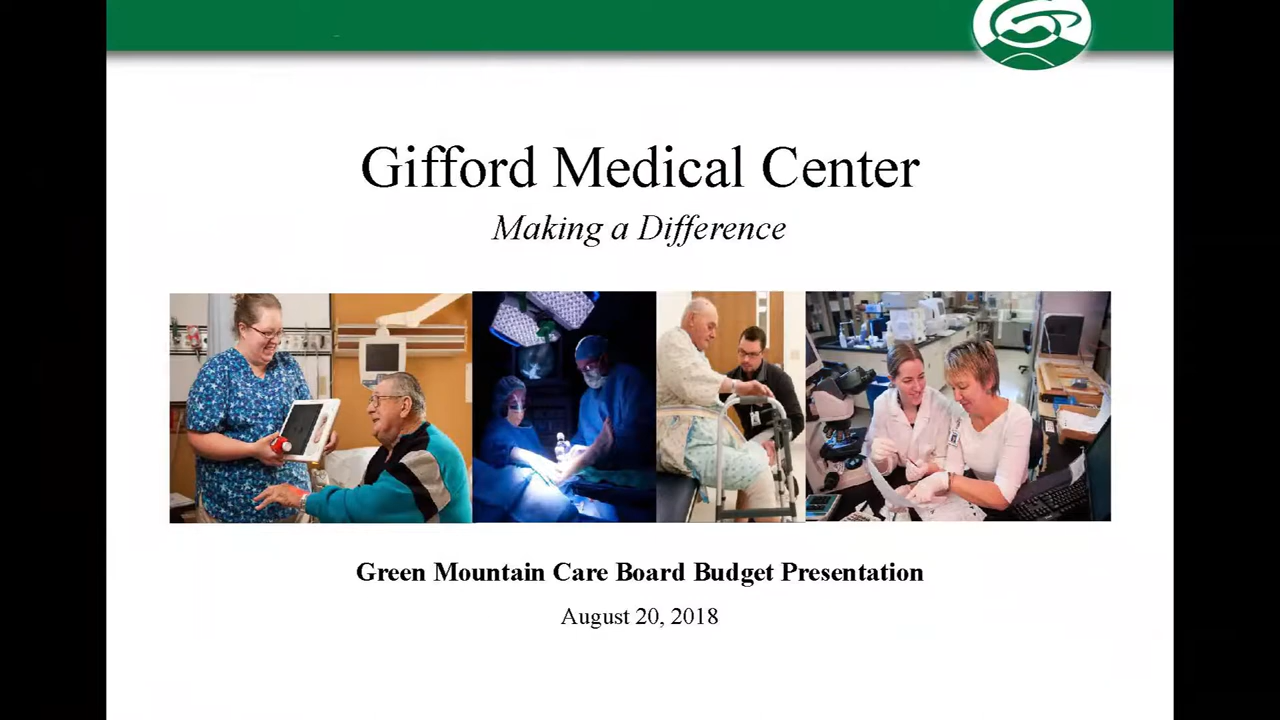 Gifford Medical Center
Making a Difference
Green Mountain Care Board Budget Presentation
August 20, 2018